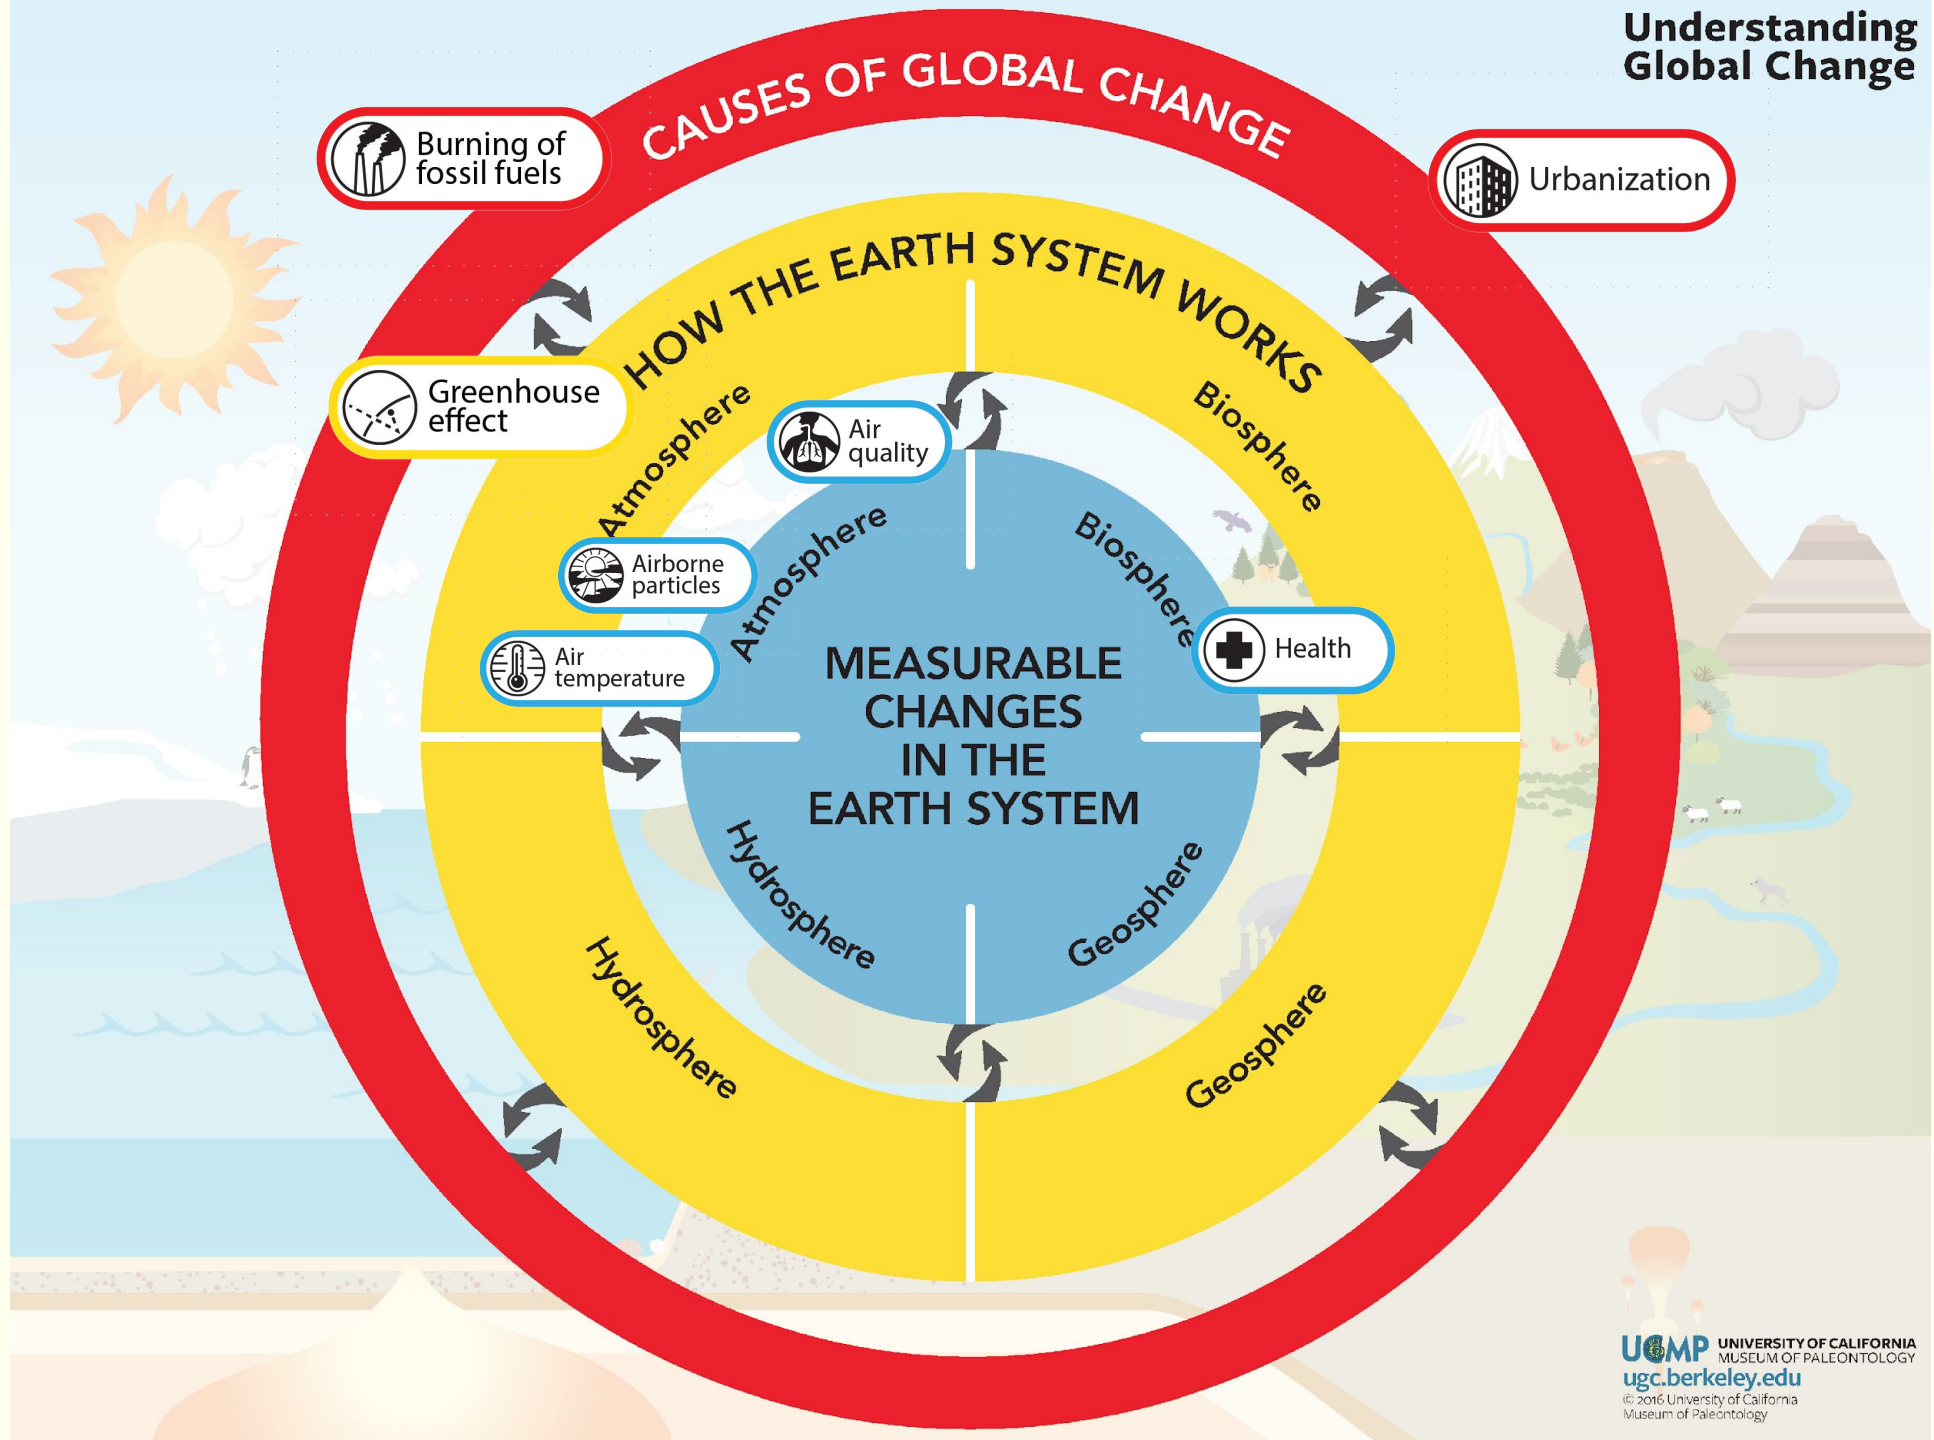 Understanding
Global Change
CAUSES OF GLOBAL CHANGE
Burning of
fossil fuels
Urbanization
HOW THE EARTH SYSTEM WORKS
Greenhouse
effect
Atmosphere
Biosphere
Air
quality
Atmosphere
Biosphere
Airborne
particles
Air
temperature
Health
MEASURABLE
CHANGES
IN THE
EARTH SYSTEM
Hydrosphere
Geosphere
Hydrosphere
Geosphere
UCMP UNIVERSITY OF CALIFORNIA
MUSEUM OF PALEONTOLOGY
ugc.berkeley.edu
© 2016 University of California
Museum of Paleontology